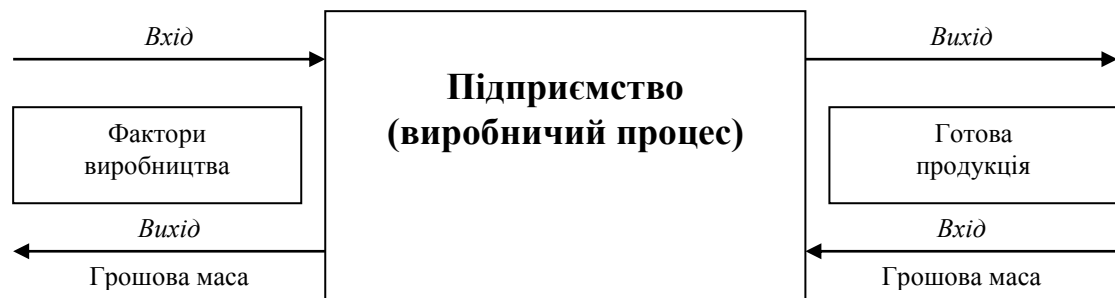 Вхід
Вихід
Підприємство
(виробничий процес)
Фактори
виробництва
Готова
продукція
Вихід
Вхід
Грошова маса
Грошова маса